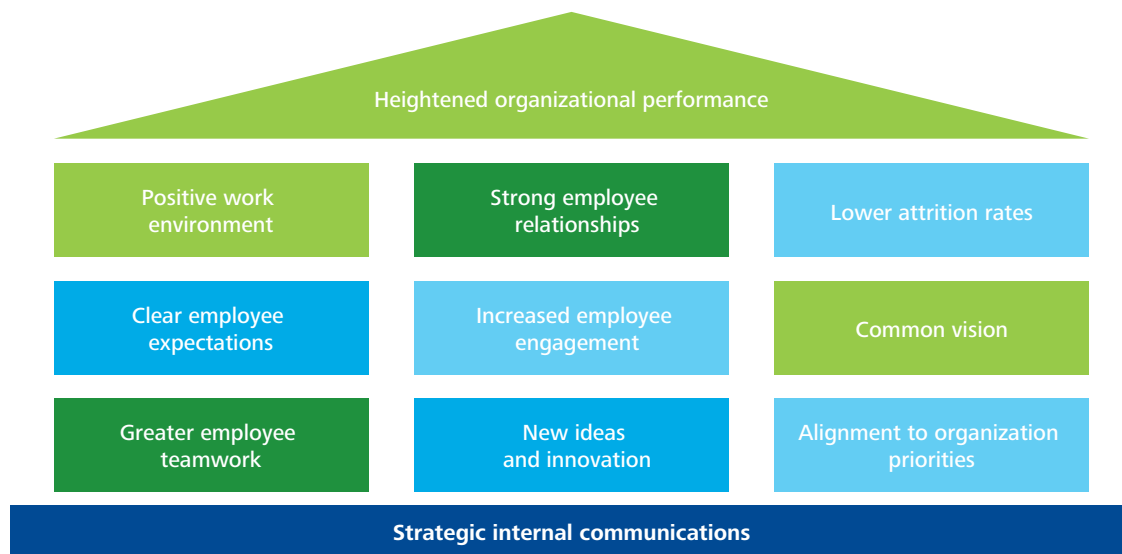 Heightened organizational performance
Positive work
environment
Strong employee
relationships
Lower attrition rates
Clear employee
expectations
Increased employee
engagement
Common vision
Greater employee
teamwork
New ideas
and innovation
Alignment to organization
priorities
Strategic internal communications